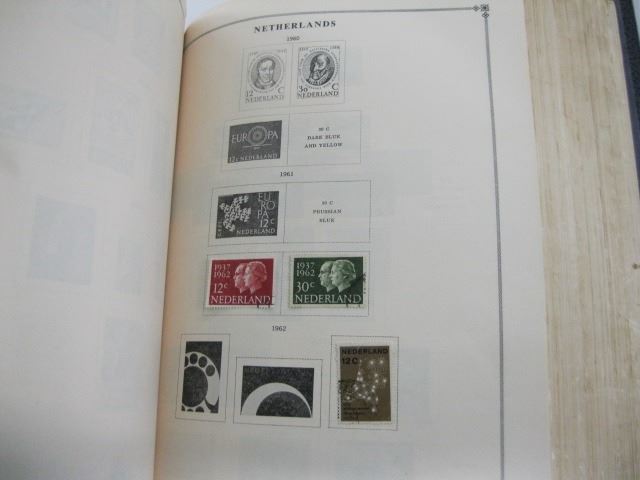 NETHERLANDS
1960
12 C
NEDERLAND
30 C
NEDERLAND
EUROPA
12c NEDERLAND
30 C
DARK BLUE
AND YELLOW
1961
EU
RO
PA
12c
NEDERLAND
30 C
PRUSSIAN
BLUE
1937
1962
12c
NEDERLAND
1937
1962
30c
NEDERLAND
1962
NEDERLAND
12C